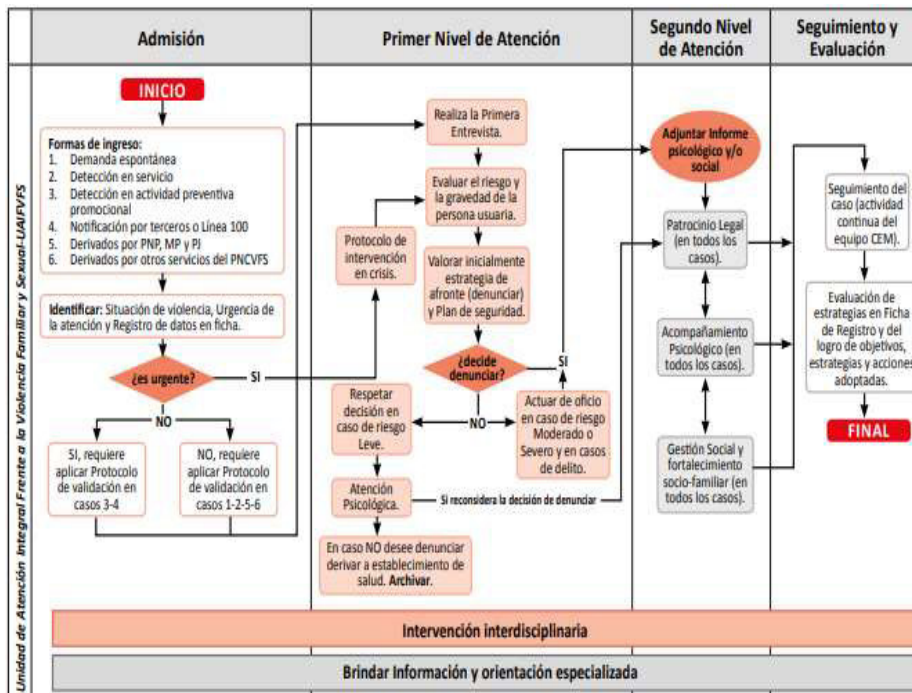 Admisión
Primer Nivel de Atención
Segundo Nivel
de Atención
Seguimiento y
Evaluación
Unidad de Atención Integral Frente a la Violencia Familiar y Sexual-UAIFVFS
INICIO
Formas de ingreso:
1. Demanda espontánea
2. Detección en servicio
3. Detección en actividad preventiva
promocional
4. Notificación por terceros o Línea 100
5. Derivados por PNP, MP y PJ
6. Derivados por otros servicios del PNCVFS
Identificar: Situación de violencia, Urgencia de
la atención y Registro de datos en ficha.
¿es urgente?
SI
NO
SI, requiere
aplicar Protocolo
de validación en
casos 3-4
NO, requiere
aplicar Protocolo
de validación en
casos 1-2-5-6
Realiza la Primera
Entrevista.
Evaluar el riesgo y
la gravedad de la
persona usuaria.
Protocolo de
intervención
en crisis.
Valorar inicialmente
estrategia de
afronte (denunciar)
y Plan de seguridad.
¿decide
denunciar?
SI
NO
Respetar
decisión en
caso de riesgo
Leve.
Actuar de oficio
en caso de riesgo
Moderado o
Severo y en casos
de delito.
Atención
Psicológica.
Si reconsidera la decisión de denunciar
En caso NO desee denunciar
derivar a establecimiento de
salud. Archivar.
Adjuntar Informe
psicológico y/o
social
Patrocinio Legal
(en todos los
casos).
Acompañamiento
Psicológico (en
todos los casos).
Gestión Social y
fortalecimiento
socio-familiar (en
todos los casos).
Seguimiento del
caso (actividad
continua del
equipo CEM).
Evaluación de
estrategias en Ficha
de Registro y del
logro de objetivos,
estrategias y acciones
adoptadas.
FINAL
Intervención interdisciplinaria
Brindar Información y orientación especializada